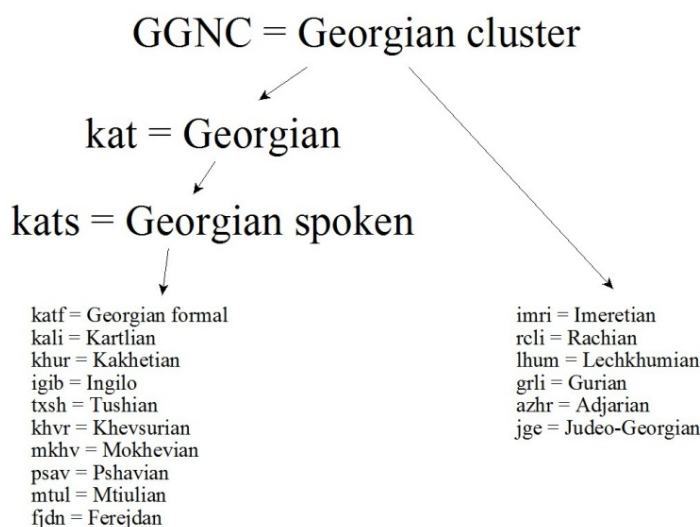 GGNC = Georgian cluster
kat = Georgian
kats = Georgian spoken
katf = Georgian formal
kali = Kartlian
khur = Kakhetian
igib = Ingilo
txsh = Tushian
khvr = Khevsurian
mkhv = Mokhevian
psav = Pshavian
mtul = Mtiulian
fjdn = Ferejdan
imri = Imeretian
rcli = Rachian
lhum = Lechkhumian
grli = Gurian
azhr = Adjarian
jge = Judeo-Georgian